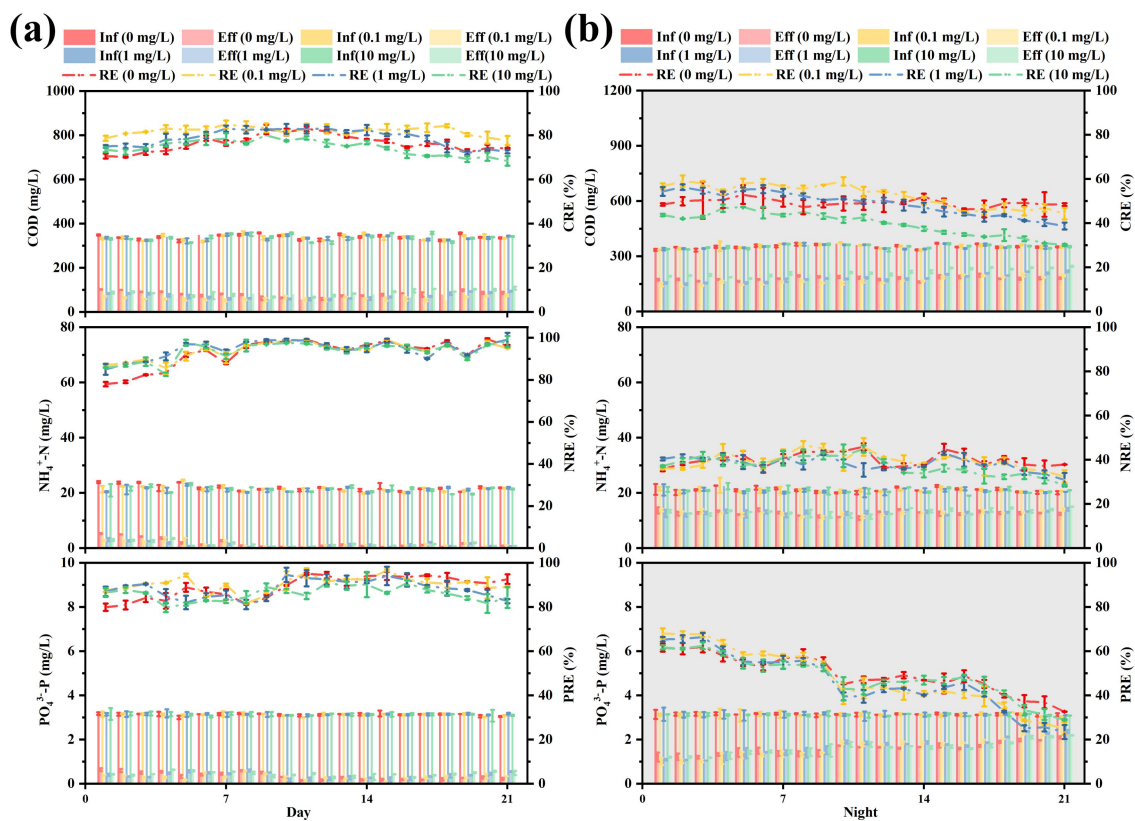 (a)
Inf (0 mg/L) Eff (0 mg/L) Inf (0.1 mg/L) Eff (0.1 mg/L)
Inf(1 mg/L) Eff(1 mg/L) Inf(10 mg/L) Eff(10 mg/L)
RE (0 mg/L) RE (0.1 mg/L) RE (1 mg/L) RE (10 mg/L)
1000
800
600
400
200
0
COD (mg/L)
100
80
60
40
20
0
CRE (%)
80
60
40
20
0
NH₄⁺-N (mg/L)
100
80
60
40
20
0
NRE (%)
10
8
6
4
2
0
PO₄³⁻-P (mg/L)
100
80
60
40
20
0
PRE (%)
0 7 14 21
Day
(b)
Inf (0 mg/L) Eff (0 mg/L) Inf (0.1 mg/L) Eff (0.1 mg/L)
Inf (1 mg/L) Eff (1 mg/L) Inf (10 mg/L) Eff (10 mg/L)
RE (0 mg/L) RE (0.1 mg/L) RE (1 mg/L) RE (10 mg/L)
1200
900
600
300
0
COD (mg/L)
100
80
60
40
20
0
CRE (%)
80
60
40
20
0
NH₄⁺-N (mg/L)
100
80
60
40
20
0
NRE (%)
10
8
6
4
2
0
PO₄³⁻-P (mg/L)
100
80
60
40
20
0
PRE (%)
0 7 14 21
Night